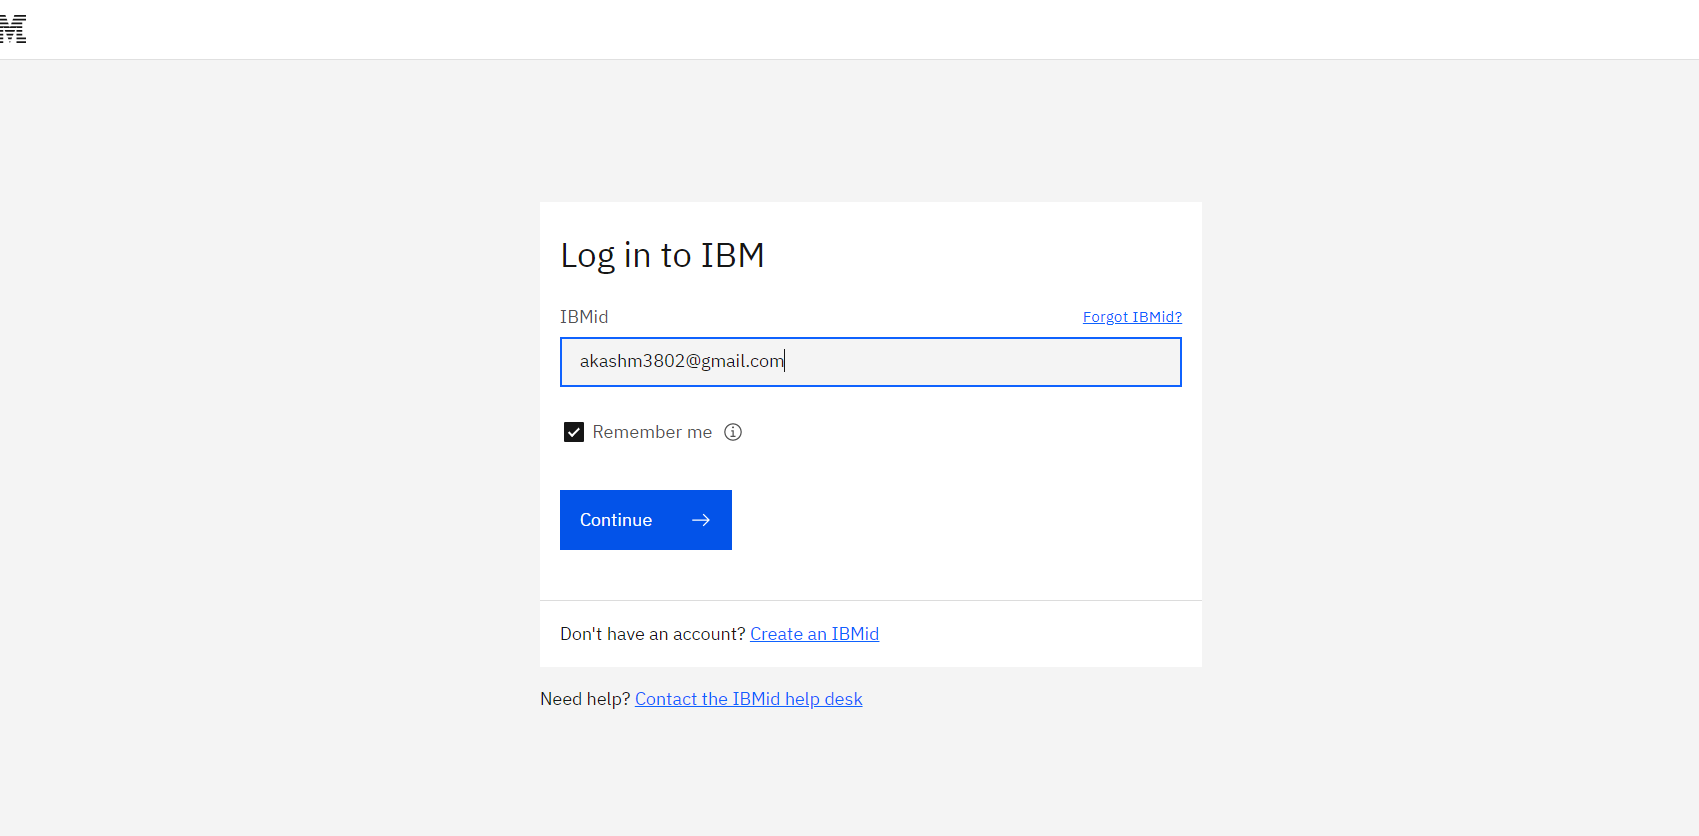 M
Log in to IBM
IBMid
Forgot IBMid?
akashm3802@gmail.com
Remember me
Continue
Don't have an account? Create an IBMid
Need help? Contact the IBMid help desk